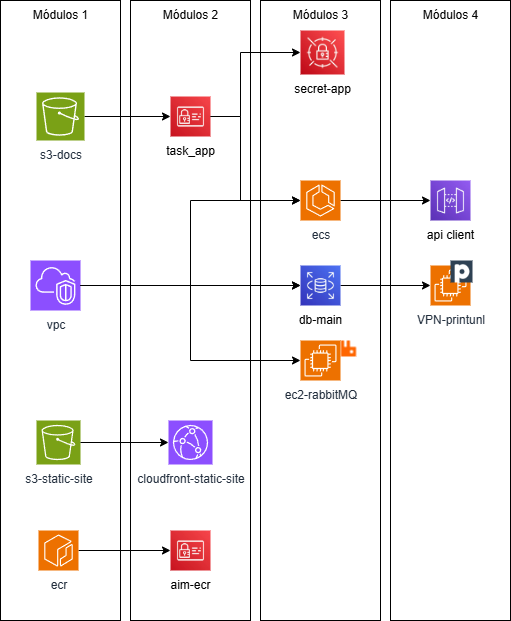 Módulos 1
Módulos 2
Módulos 3
Módulos 4
secret-app
s3-docs
task_app
ecs
api client
vpc
db-main
VPN-printunl
ec2-rabbitMQ
s3-static-site
cloudfront-static-site
ecr
aim-ecr